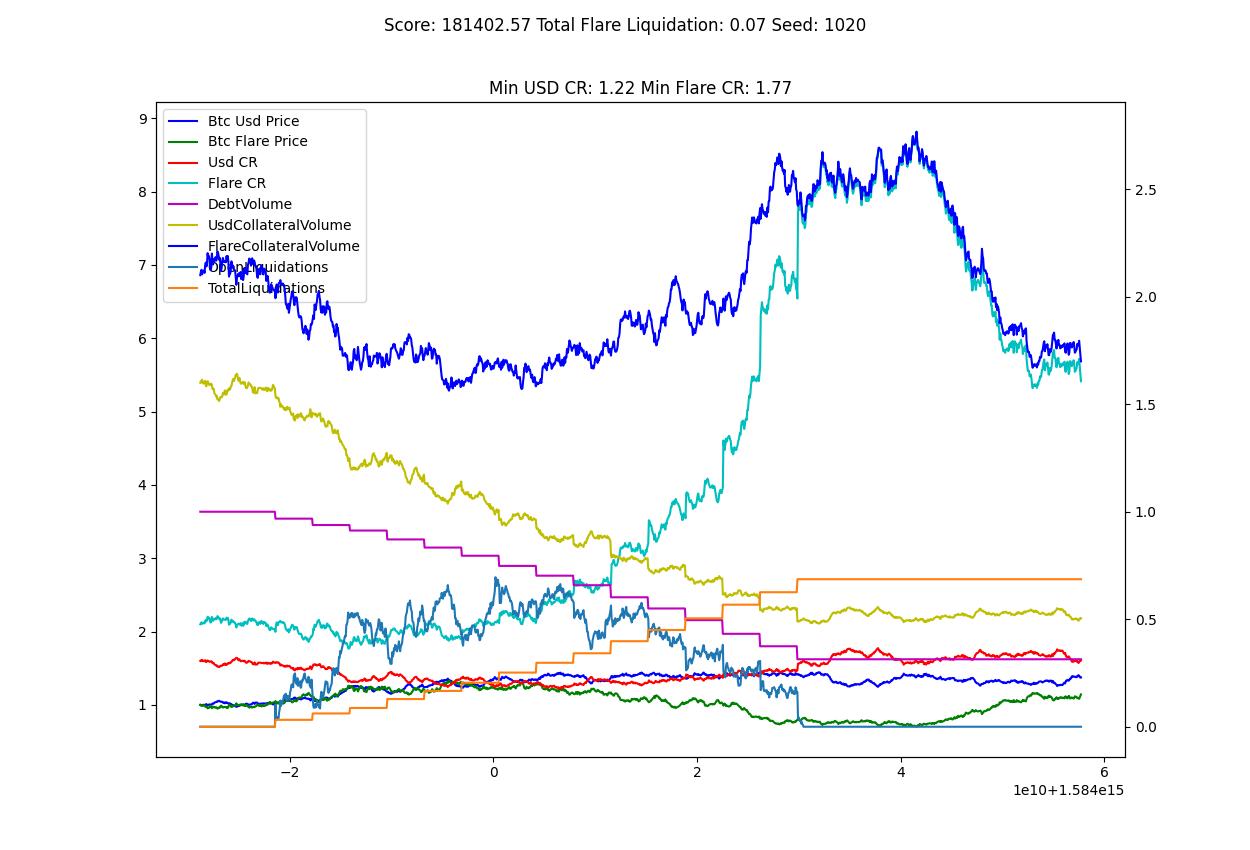 Score: 181402.57 Total Flare Liquidation: 0.07 Seed: 1020
Min USD CR: 1.22 Min Flare CR: 1.77
Btc Usd Price
Btc Flare Price
Usd CR
Flare CR
DebtVolume
UsdCollateralVolume
FlareCollateralVolume
OpenLiquidations
TotalLiquidations
9
8
7
6
5
4
3
2
1
2.5
2.0
1.5
1.0
0.5
0.0
−2 0 2 4 6
1e10+1.584e15